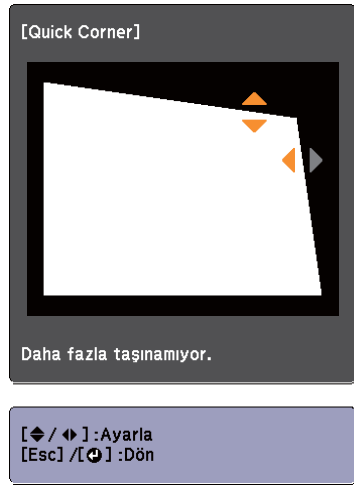 [Quick Corner]
Daha fazla taşınamıyor.
[ / ] :Ayarla
[Esc] /[ ] :Dön